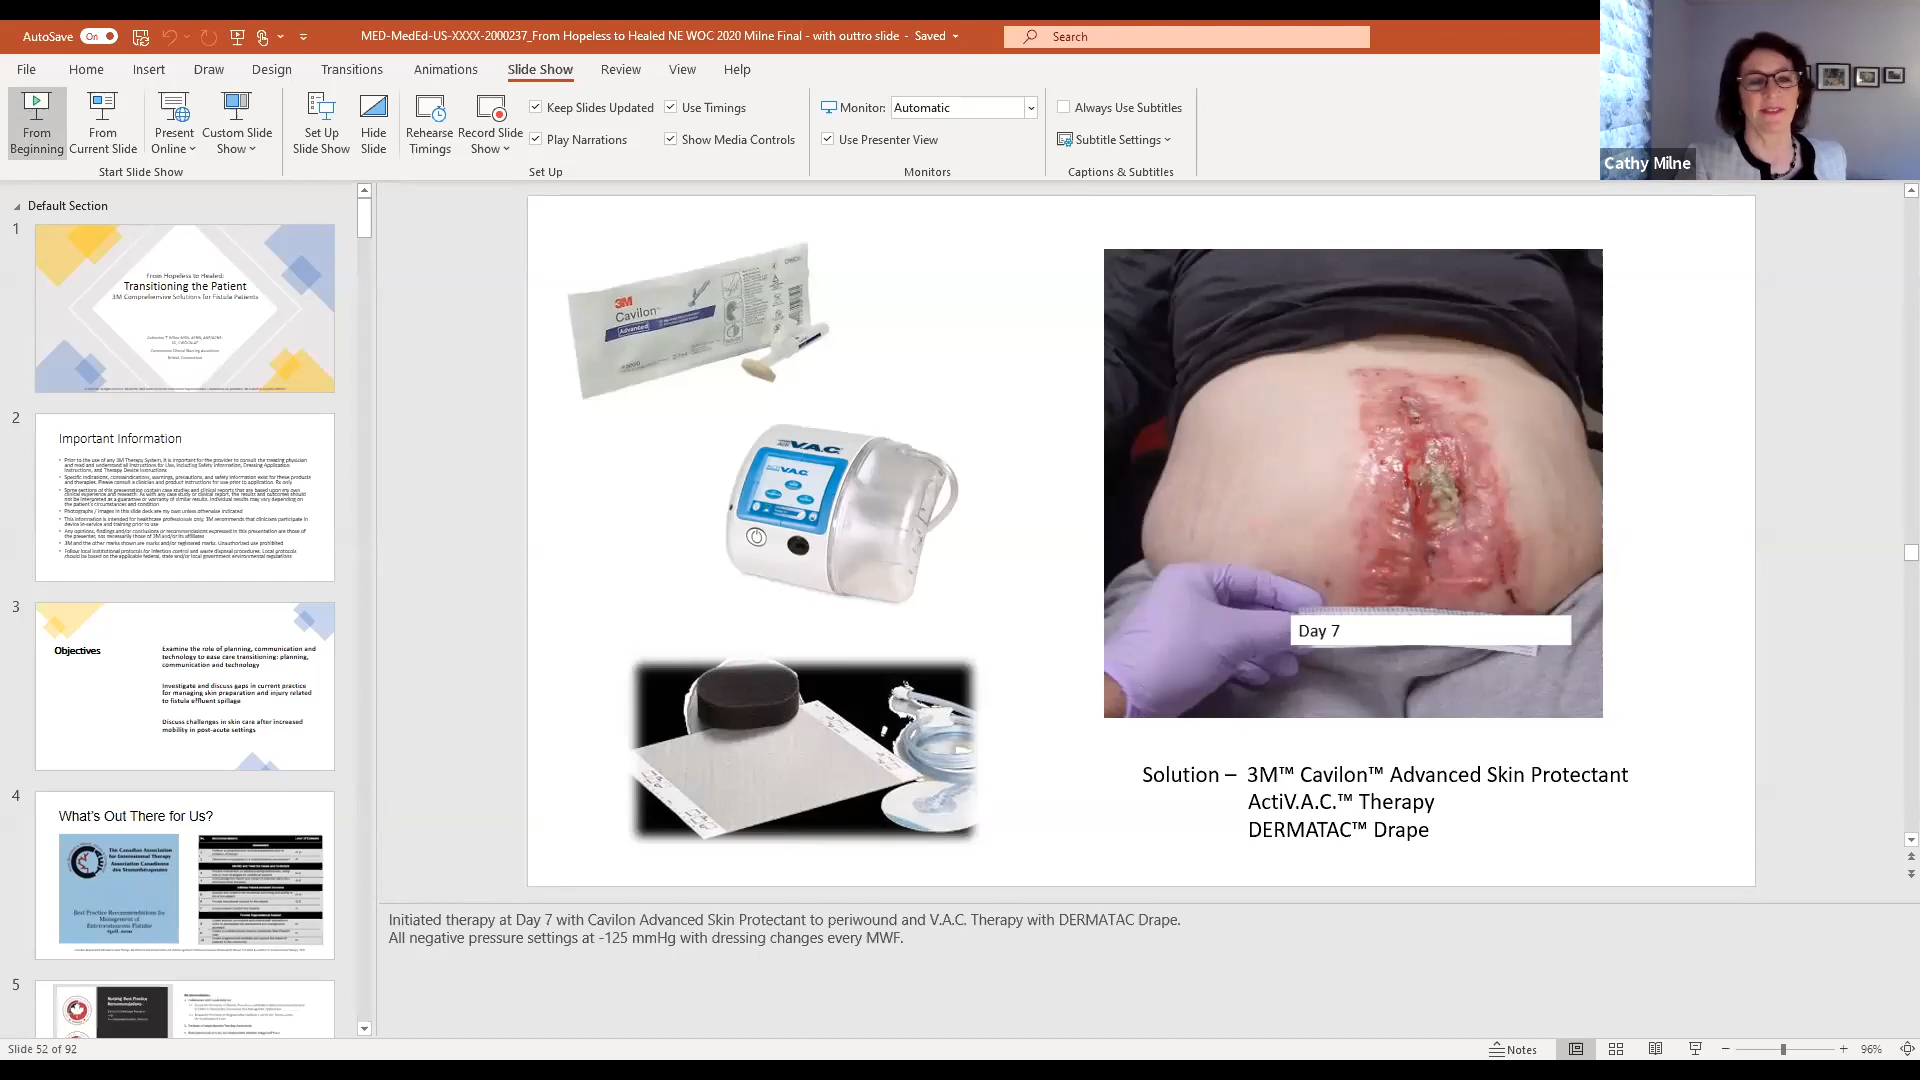 AutoSave On
MED-MedEd-US-XXXX-2000237_From Hopeless to Healed NE WOC 2020 Milne Final - with outtro slide - Saved
Search
File Home Insert Draw Design Transitions Animations Slide Show Review View Help
From Beginning
From Current Slide
Present Online
Custom Slide Show
Start Slide Show
Set Up Slide Show
Hide Slide
Rehearse Timings
Record Slide Show
Keep Slides Updated
Play Narrations
Use Timings
Show Media Controls
Set Up
Monitor: Automatic
Use Presenter View
Monitors
Always Use Subtitles
Subtitle Settings
Captions & Subtitles
Cathy Milne
Default Section
1
From Hopeless to Healed:
Transitioning the Patient
3M Comprehensive Solutions for Fistula Patients
2
Important Information
3
Objectives
Examine the role of planning, communication and
technology to ease care transitioning: planning,
communication and technology
Investigate and discuss gaps in current practice
for managing skin preparation and injury related
to fistula effluent spillage
Discuss challenges in skin care after increased
mobility in post-acute settings
4
What's Out There for Us?
The Canadian Association
for Enterostomal Therapy
Association Canadienne
des Stomathérapeutes
Best Practice Recommendations for
Management of
Enterocutaneous Fistulae
April, 2009
5
Nursing Best Practice
Recommendations
3M
Cavilon™
Advanced
V.A.C.
Day 7
Solution – 3M™ Cavilon™ Advanced Skin Protectant
ActiV.A.C.™ Therapy
DERMATAC™ Drape
Initiated therapy at Day 7 with Cavilon Advanced Skin Protectant to periwound and V.A.C. Therapy with DERMATAC Drape.
All negative pressure settings at -125 mmHg with dressing changes every MWF.
Slide 52 of 92
Notes
96%